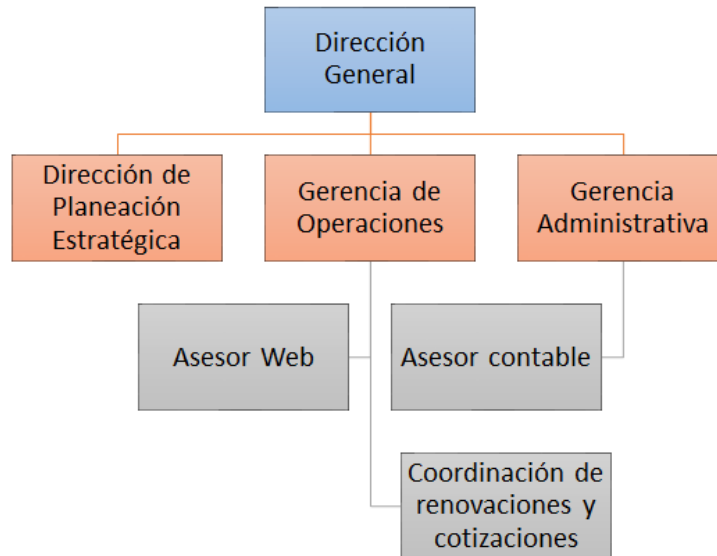 Dirección
General
Dirección de
Planeación
Estratégica
Gerencia de
Operaciones
Gerencia
Administrativa
Asesor Web
Asesor contable
Coordinación de
renovaciones y
cotizaciones